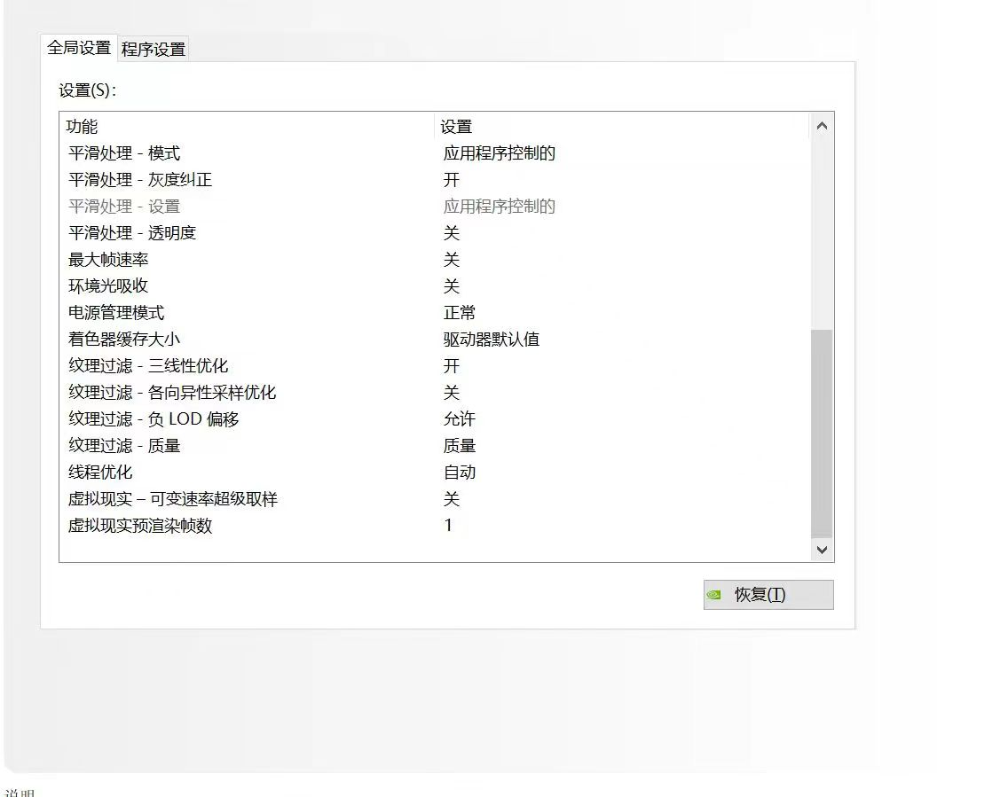 全局设置 程序设置
设置(S):
功能 设置
平滑处理 - 模式 应用程序控制的
平滑处理 - 灰度纠正 开
平滑处理 - 设置 应用程序控制的
平滑处理 - 透明度 关
最大帧速率 关
环境光吸收 关
电源管理模式 正常
着色器缓存大小 驱动器默认值
纹理过滤 - 三线性优化 开
纹理过滤 - 各向异性采样优化 关
纹理过滤 - 负 LOD 偏移 允许
纹理过滤 - 质量 质量
线程优化 自动
虚拟现实 – 可变速率超级取样 关
虚拟现实预渲染帧数 1
恢复(T)
说明